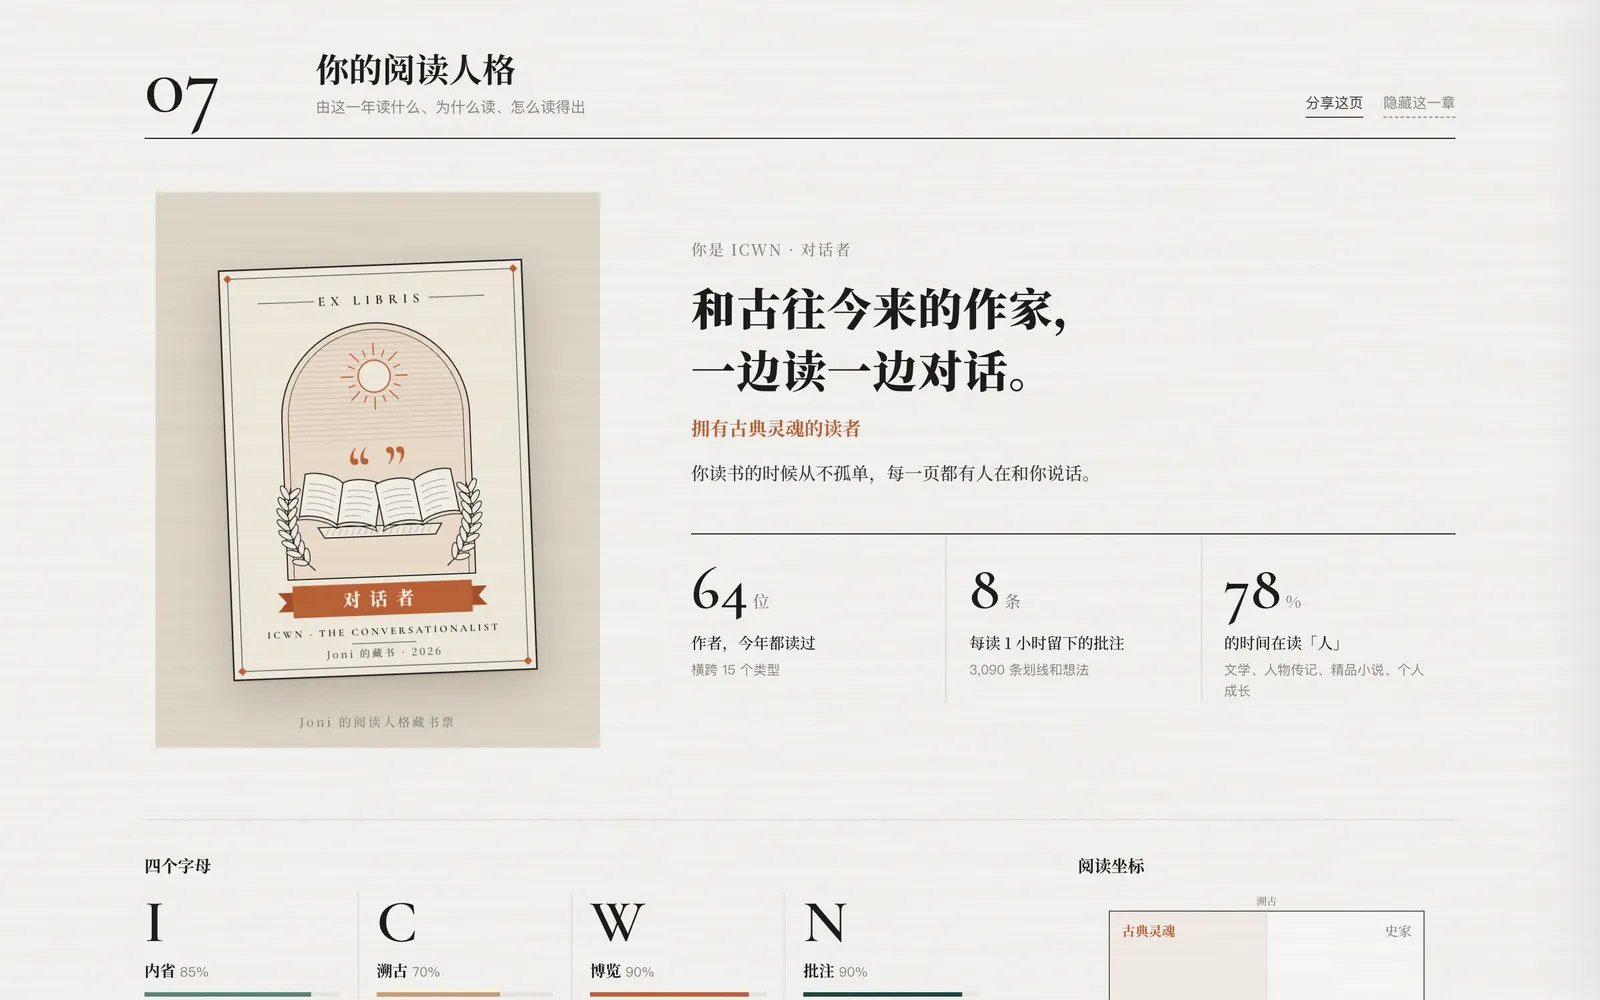 07
你的阅读人格
由这一年读什么、为什么读、怎么读得出
分享这页
隐藏这一章
EX LIBRIS
“ ”
对话者
ICWN · THE CONVERSATIONALIST
Joni 的藏书 · 2026
Joni 的阅读人格藏书票
你是 ICWN · 对话者
和古往今来的作家，
一边读一边对话。
拥有古典灵魂的读者
你读书的时候从不孤单，每一页都有人在和你说话。
64 位
作者，今年都读过
横跨 15 个类型
8 条
每读 1 小时留下的批注
3,090 条划线和想法
78 %
的时间在读「人」
文学、人物传记、精品小说、个人
成长
四个字母
I
内省 85%
C
溯古 70%
W
博览 90%
N
批注 90%
阅读坐标
溯古
古典灵魂
史家